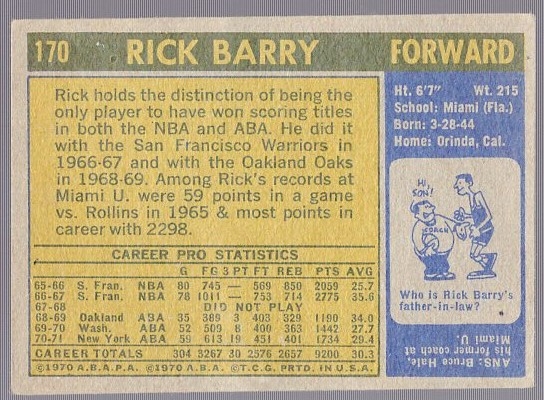 170 RICK BARRY FORWARD
Rick holds the distinction of being the
only player to have won scoring titles
in both the NBA and ABA. He did it
with the San Francisco Warriors in
1966-67 and with the Oakland Oaks
in 1968-69. Among Rick's records at
Miami U. were 59 points in a game
vs. Rollins in 1965 & most points in
career with 2298.
Ht. 6'7" Wt. 215
School: Miami (Fla.)
Born: 3-28-44
Home: Orinda, Cal.
HI, SON!
COACH
Who is Rick Barry's
father-in-law?
ANS: Bruce Hale,
his former coach at
Miami U.
CAREER PRO STATISTICS
G FG 3 PT FT REB PTS AVG
65-66 S. Fran. NBA 80 745 — 569 850 2059 25.7
66-67 S. Fran. NBA 78 1011 — 753 714 2775 35.6
67-68 DID NOT PLAY
68-69 Oakland ABA 35 389 3 403 329 1190 34.0
69-70 Wash. ABA 52 509 8 400 363 1442 27.7
70-71 New York ABA 59 613 19 451 401 1734 29.4
CAREER TOTALS 304 3267 30 2576 2657 9200 30.3
©1970 A.B.A.P.A. ©1970 A.B.A. ©T.C.G. PRTD. IN U.S.A.